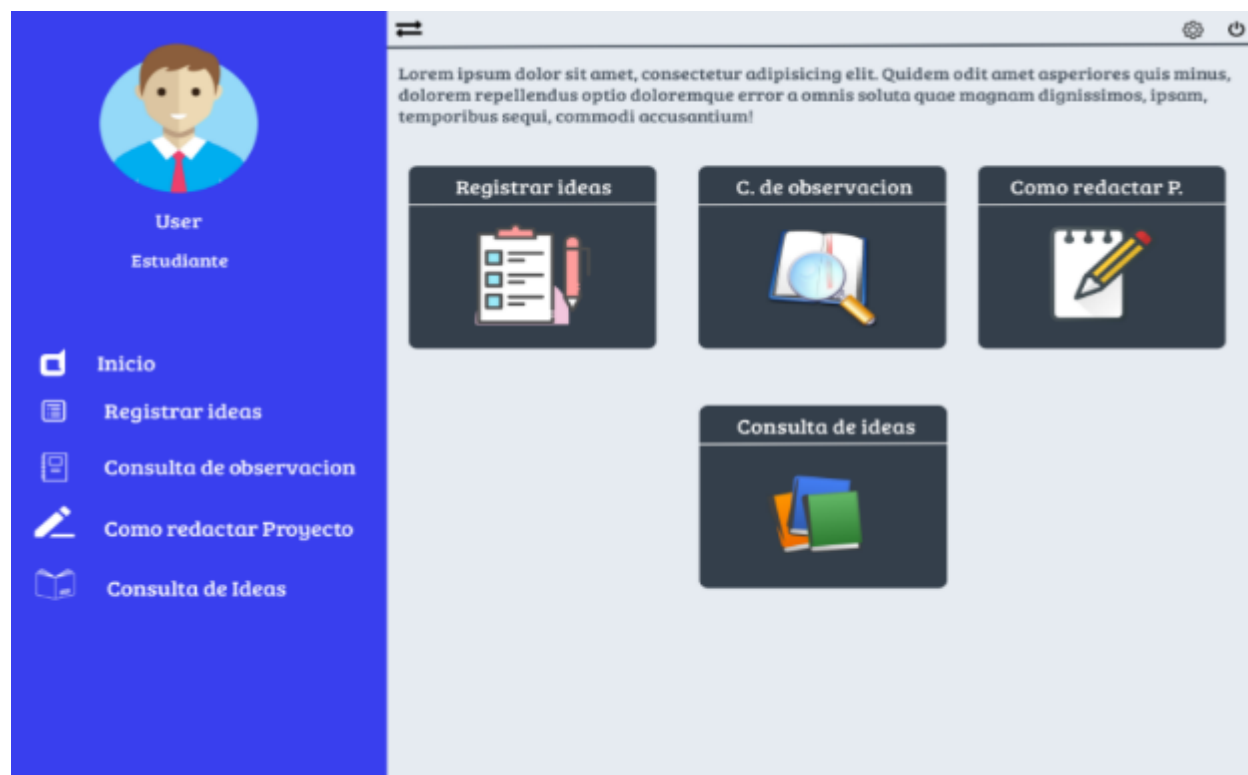 User
Estudiante
Inicio
Registrar ideas
Consulta de observacion
Como redactar Proyecto
Consulta de Ideas
Lorem ipsum dolor sit amet, consectetur adipisicing elit. Quidem odit amet asperiores quis minus,
dolorem repellendus optio doloremque error a omnis soluta quae magnam dignissimos, ipsam,
temporibus sequi, commodi accusantium!
Registrar ideas
C. de observacion
Como redactar P.
Consulta de ideas